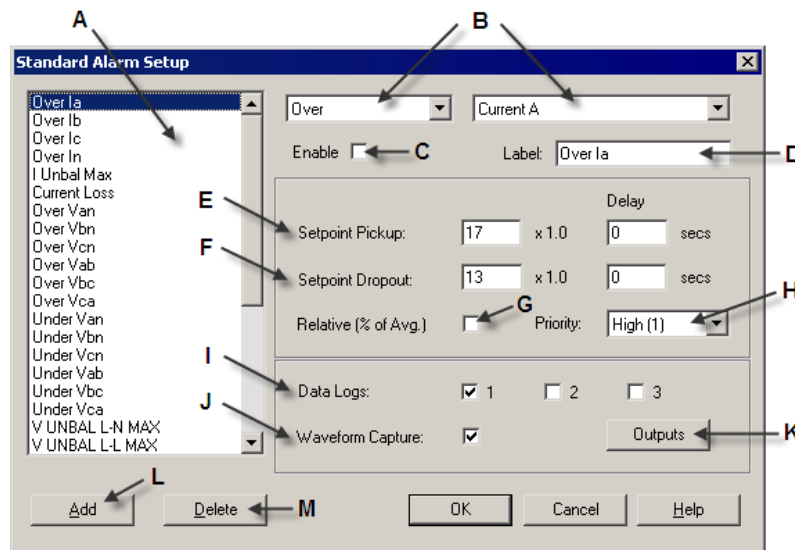 A
B
Standard Alarm Setup
Over Ia
Over Ib
Over Ic
Over In
I Unbal Max
Current Loss
Over Van
Over Vbn
Over Vcn
Over Vab
Over Vbc
Over Vca
Under Van
Under Vbn
Under Vcn
Under Vab
Under Vbc
Under Vca
V UNBAL L-N MAX
V UNBAL L-L MAX
Over Current A
Enable C Label: Over Ia D
Delay
E Setpoint Pickup: 17 x 1.0 0 secs
F Setpoint Dropout: 13 x 1.0 0 secs
Relative (% of Avg.) G Priority: High (1) H
I Data Logs: 1 2 3
J Waveform Capture: Outputs K
L
Add Delete M OK Cancel Help